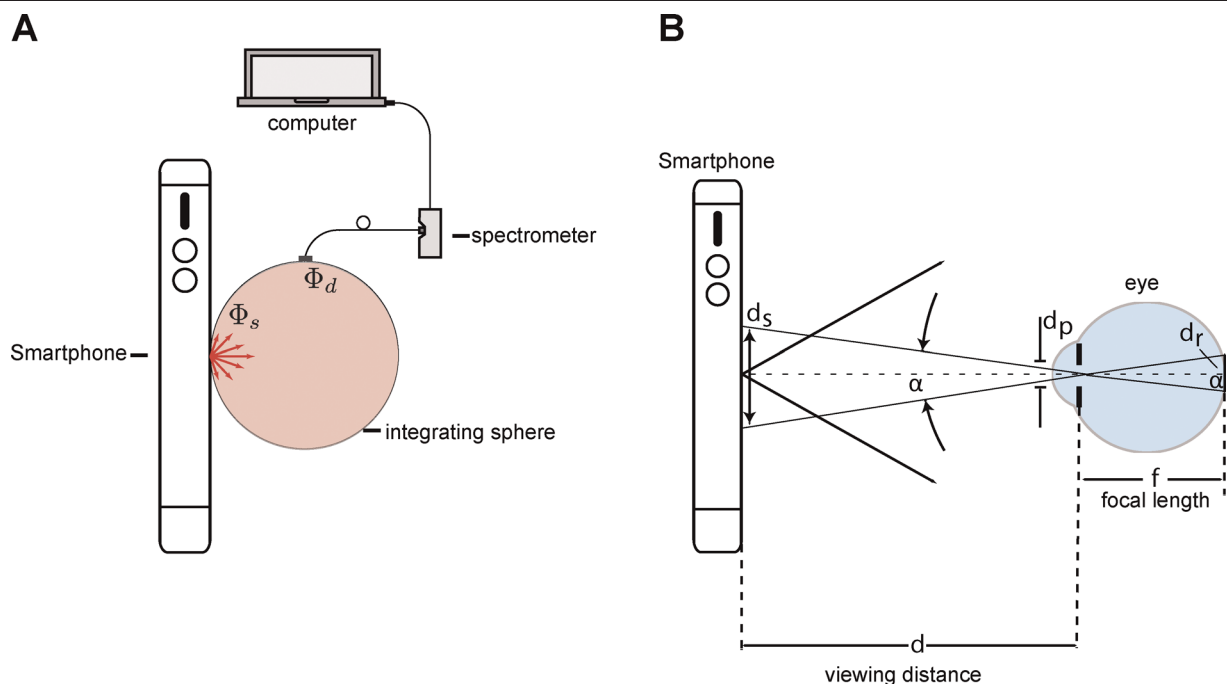 A
computer
spectrometer
Φd
Φs
Smartphone
integrating sphere
B
Smartphone
eye
ds
dp
dr
α
α
f
focal length
d
viewing distance